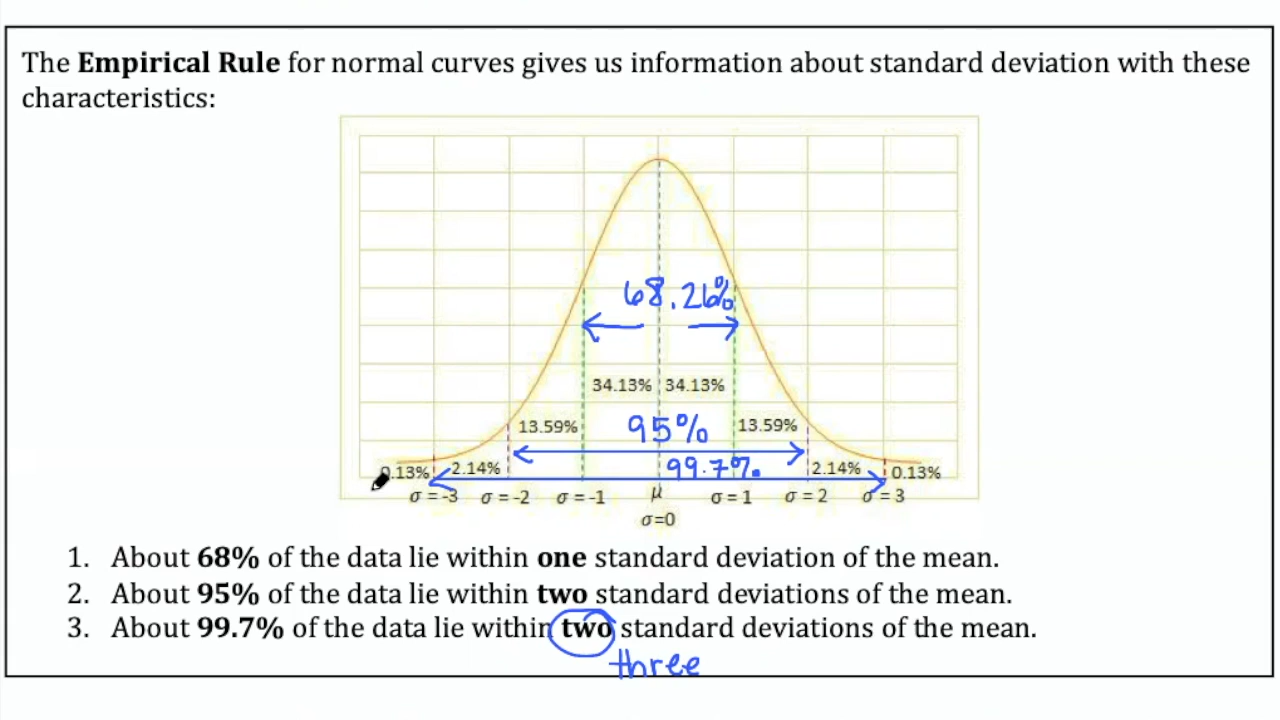 The Empirical Rule for normal curves gives us information about standard deviation with these
characteristics:
68.26%
34.13% 34.13%
13.59% 95% 13.59%
0.13% 2.14% 99.7% 2.14% 0.13%
σ = -3 σ = -2 σ = -1 μ σ = 1 σ = 2 σ = 3
σ=0
1. About 68% of the data lie within one standard deviation of the mean.
2. About 95% of the data lie within two standard deviations of the mean.
3. About 99.7% of the data lie within two standard deviations of the mean.
three